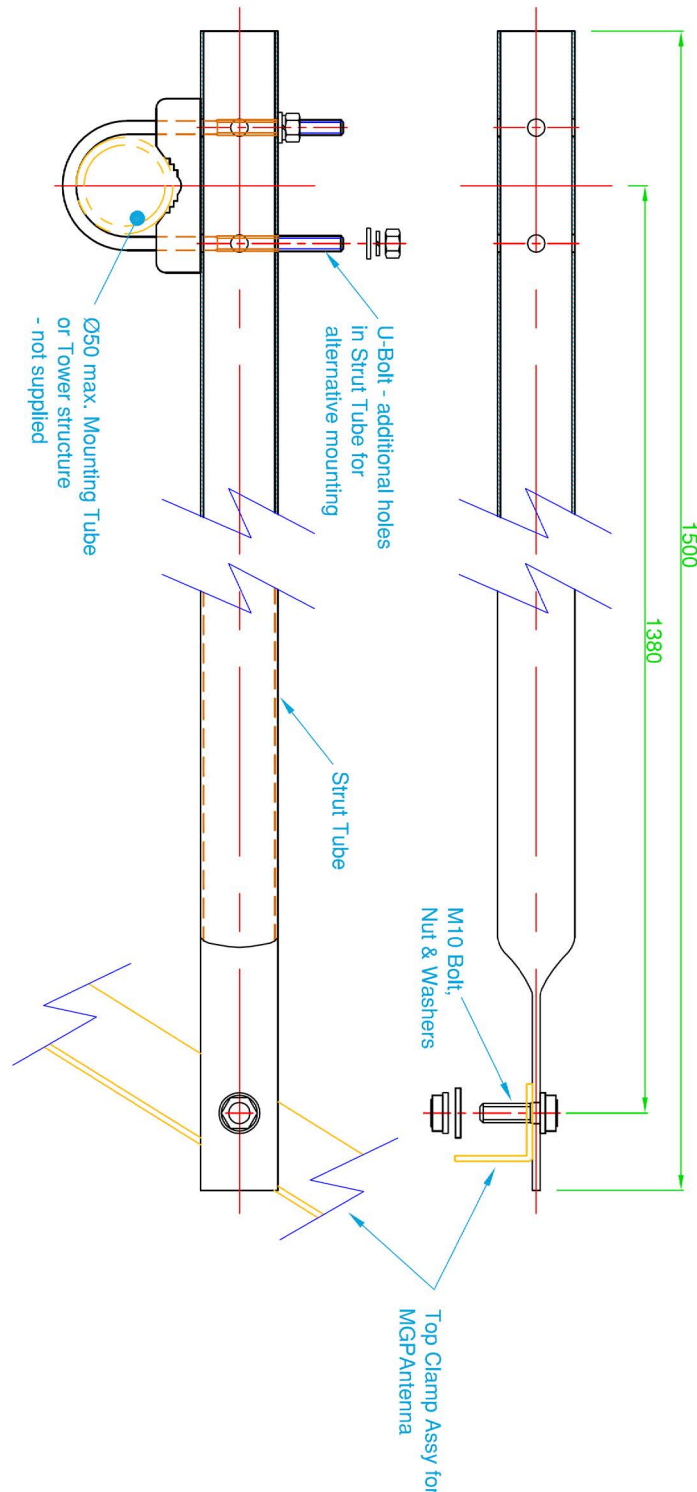 1500
1380
U-Bolt - additional holes
in Strut Tube for
alternative mounting
Ø50 max. Mounting Tube
or Tower structure
- not supplied
Strut Tube
M10 Bolt,
Nut & Washers
Top Clamp Assy for
MGPAntenna